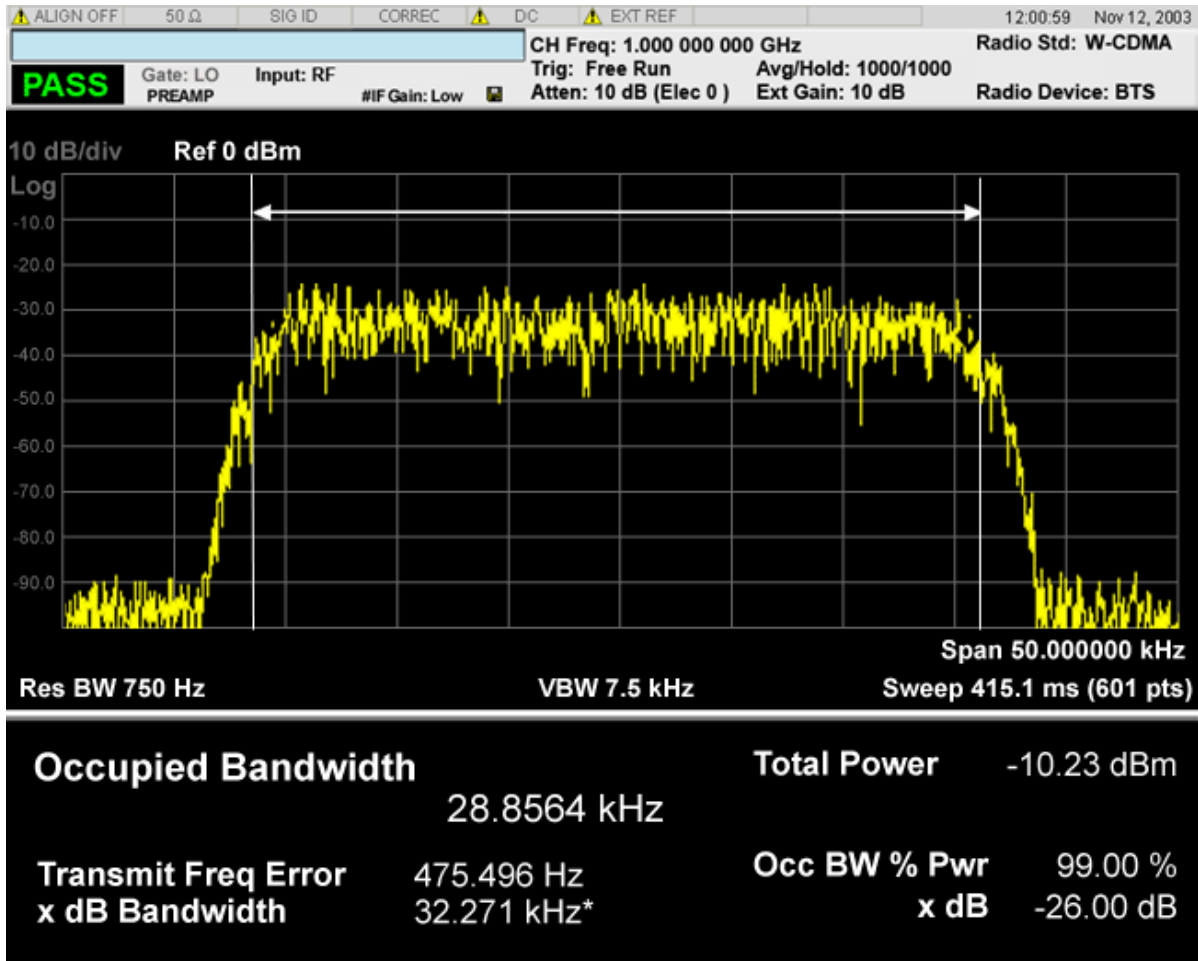 ALIGN OFF 50 Ω SIG ID CORREC DC EXT REF 12:00:59 Nov 12, 2003
CH Freq: 1.000 000 000 GHz Radio Std: W-CDMA
PASS Gate: LO Input: RF Trig: Free Run Avg/Hold: 1000/1000
PREAMP #IF Gain: Low Atten: 10 dB (Elec 0 ) Ext Gain: 10 dB Radio Device: BTS
10 dB/div Ref 0 dBm
Log
-10.0
-20.0
-30.0
-40.0
-50.0
-60.0
-70.0
-80.0
-90.0
Span 50.000000 kHz
Res BW 750 Hz VBW 7.5 kHz Sweep 415.1 ms (601 pts)
Occupied Bandwidth Total Power -10.23 dBm
28.8564 kHz
Transmit Freq Error 475.496 Hz Occ BW % Pwr 99.00 %
x dB Bandwidth 32.271 kHz* x dB -26.00 dB